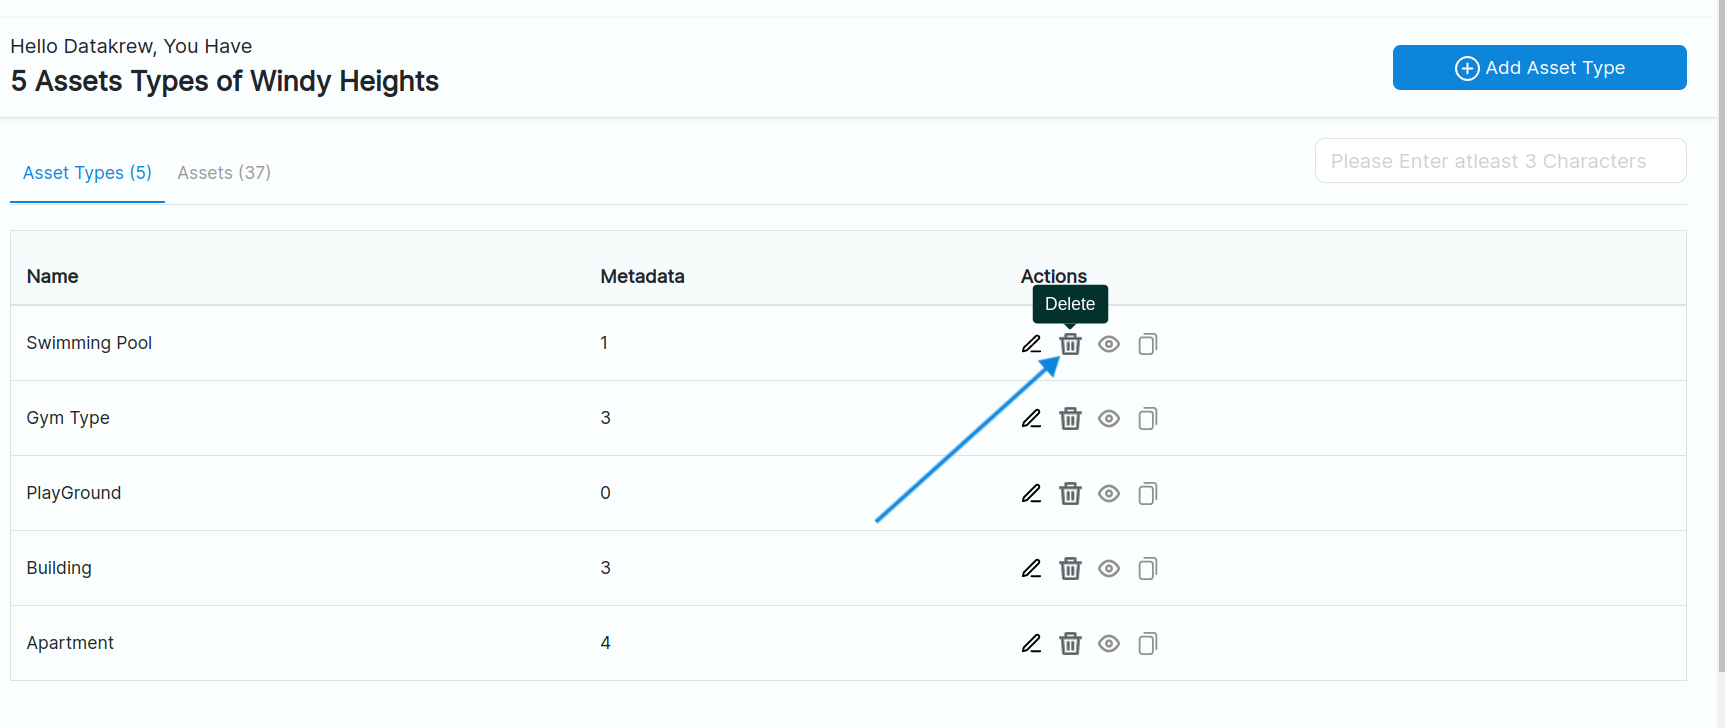 Hello Datakrew, You Have
5 Assets Types of Windy Heights
Add Asset Type
Asset Types (5) Assets (37)
Please Enter atleast 3 Characters
Name Metadata Actions
Delete
Swimming Pool 1
Gym Type 3
PlayGround 0
Building 3
Apartment 4